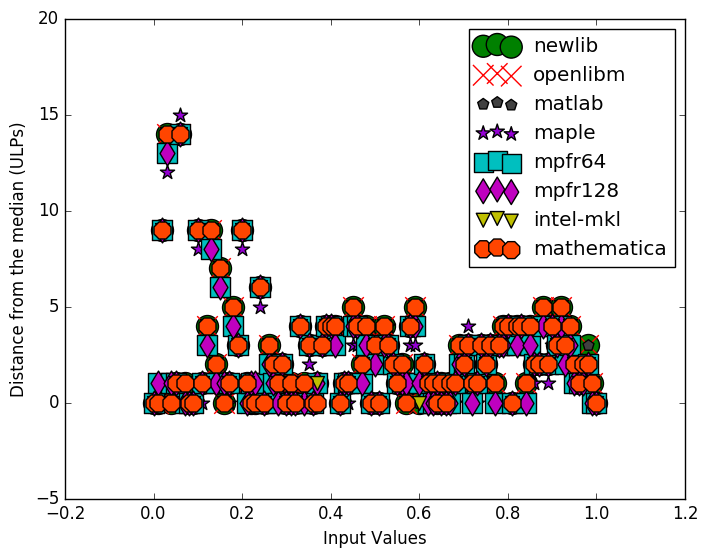 20
15
10
5
0
−5
Distance from the median (ULPs)
newlib
openlibm
matlab
maple
mpfr64
mpfr128
intel-mkl
mathematica
−0.2 0.0 0.2 0.4 0.6 0.8 1.0 1.2
Input Values